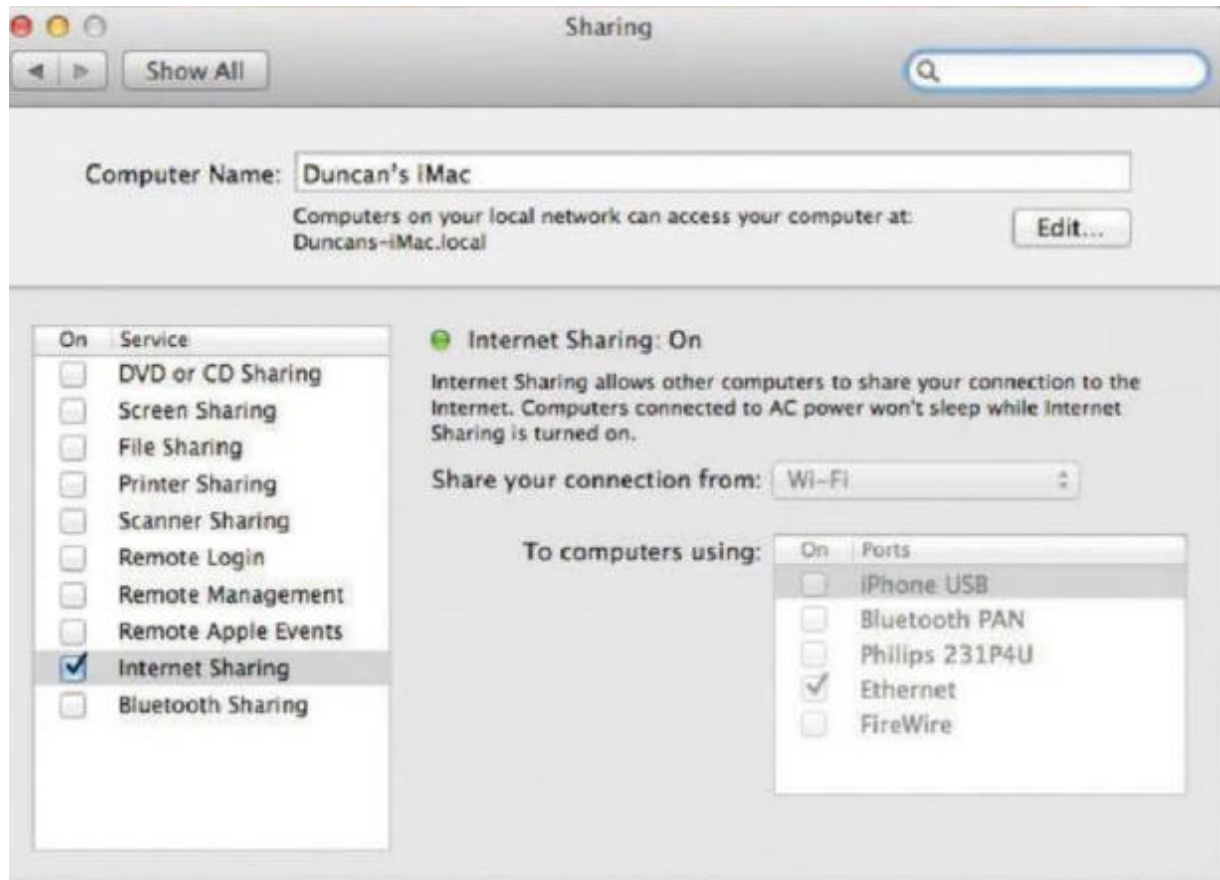 Sharing
Show All
Computer Name: Duncan's iMac
Computers on your local network can access your computer at:
Duncans-iMac.local
Edit...
On Service
DVD or CD Sharing
Screen Sharing
File Sharing
Printer Sharing
Scanner Sharing
Remote Login
Remote Management
Remote Apple Events
Internet Sharing
Bluetooth Sharing
Internet Sharing: On
Internet Sharing allows other computers to share your connection to the
Internet. Computers connected to AC power won't sleep while Internet
Sharing is turned on.
Share your connection from: Wi-Fi
To computers using:
On Ports
iPhone USB
Bluetooth PAN
Philips 231P4U
Ethernet
FireWire